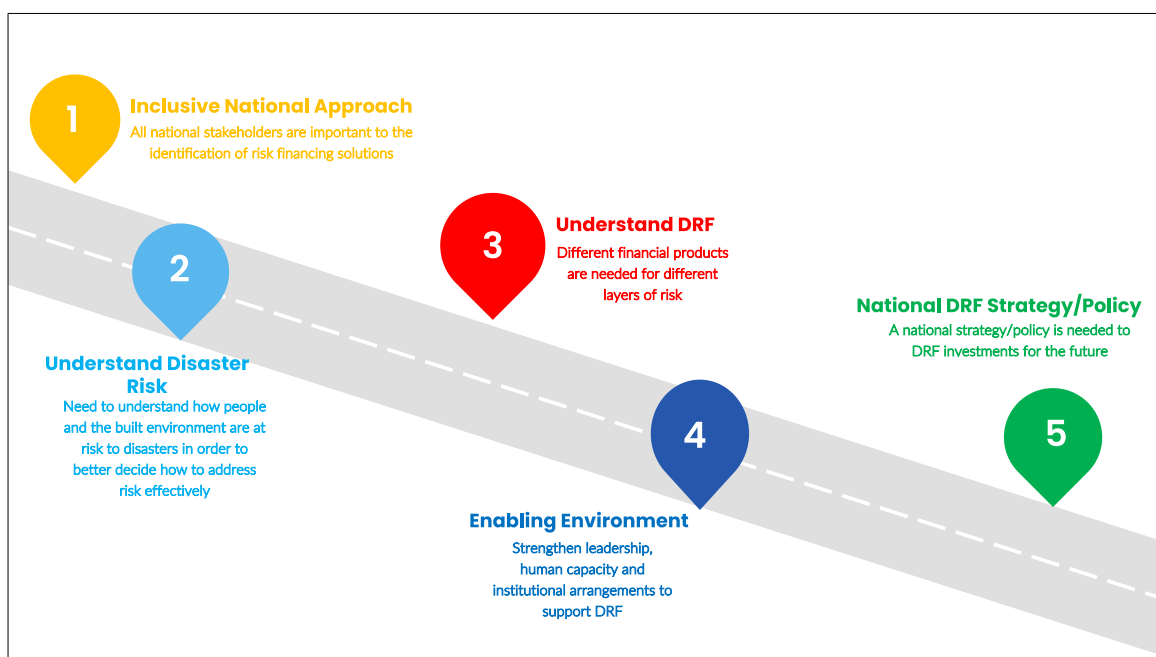 1
Inclusive National Approach
All national stakeholders are important to the
identification of risk financing solutions
2
Understand Disaster
Risk
Need to understand how people
and the built environment are at
risk to disasters in order to
better decide how to address
risk effectively
3
Understand DRF
Different financial products
are needed for different
layers of risk
4
Enabling Environment
Strengthen leadership,
human capacity and
institutional arrangements to
support DRF
National DRF Strategy/Policy
A national strategy/policy is needed to
DRF investments for the future
5